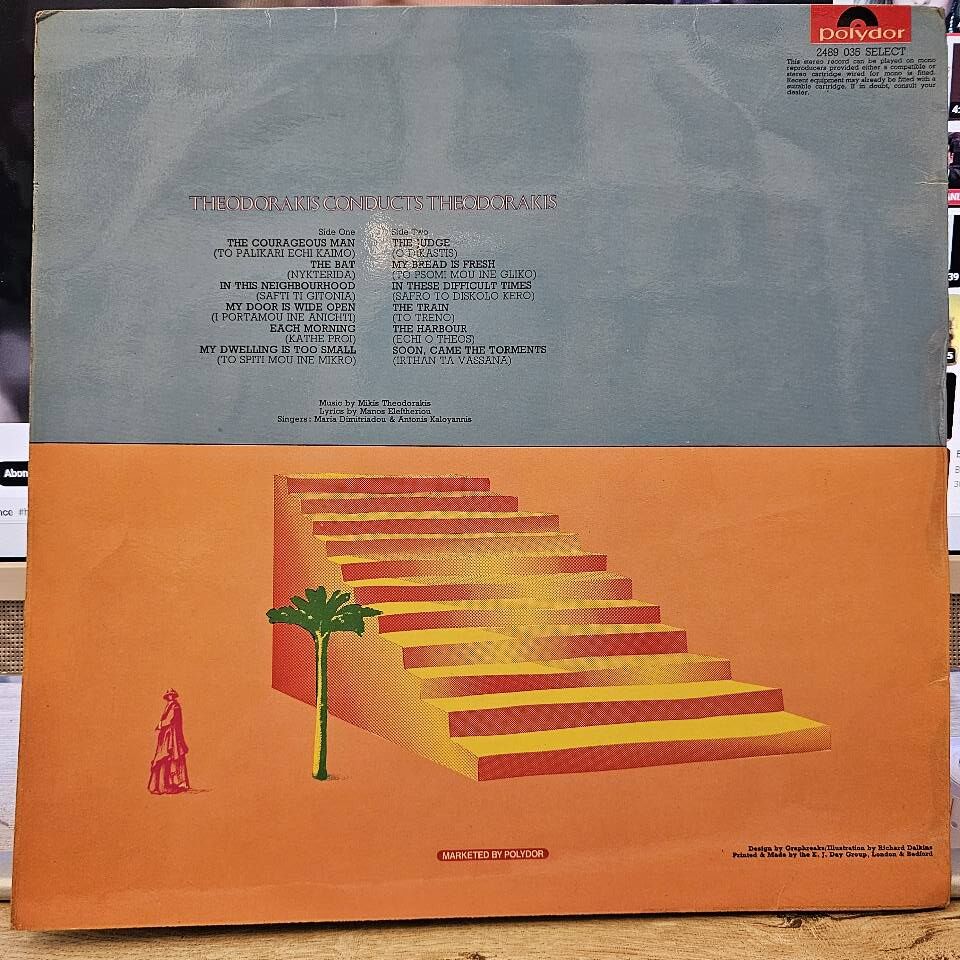 polydor
2489 035 SELECT
This stereo record can be played on mono
reproducers provided either a compatible or
stereo cartridge wired for mono is fitted.
Recent equipment may already be fitted with a
suitable cartridge. If in doubt, consult your
dealer.
THEODORAKIS CONDUCTS THEODORAKIS
Side One
THE COURAGEOUS MAN
(TO PALIKARI ECHI KAIMO)
THE BAT
(NYKTERIDA)
IN THIS NEIGHBOURHOOD
(SAFTI TI GITONIA)
MY DOOR IS WIDE OPEN
(I PORTAMOU INE ANICHTI)
EACH MORNING
(KATHE PROI)
MY DWELLING IS TOO SMALL
(TO SPITI MOU INE MIKRO)
Side Two
THE JUDGE
(O DIKASTIS)
MY BREAD IS FRESH
(TO PSOMI MOU INE GLIKO)
IN THESE DIFFICULT TIMES
(SAFRO TO DISKOLO KERO)
THE TRAIN
(TO TRENO)
THE HARBOUR
(ECHI O THEOS)
SOON, CAME THE TORMENTS
(IRTHAN TA VASSANA)
Music by Mikis Theodorakis
Lyrics by Manos Eleftheriou
Singers: Maria Dimitriadou & Antonis Kaloyannis
Abon
MARKETED BY POLYDOR
Design by Grephreaks/Illustration by Richard Dalkins
Printed & Made by the E. J. Day Group, London & Bedford